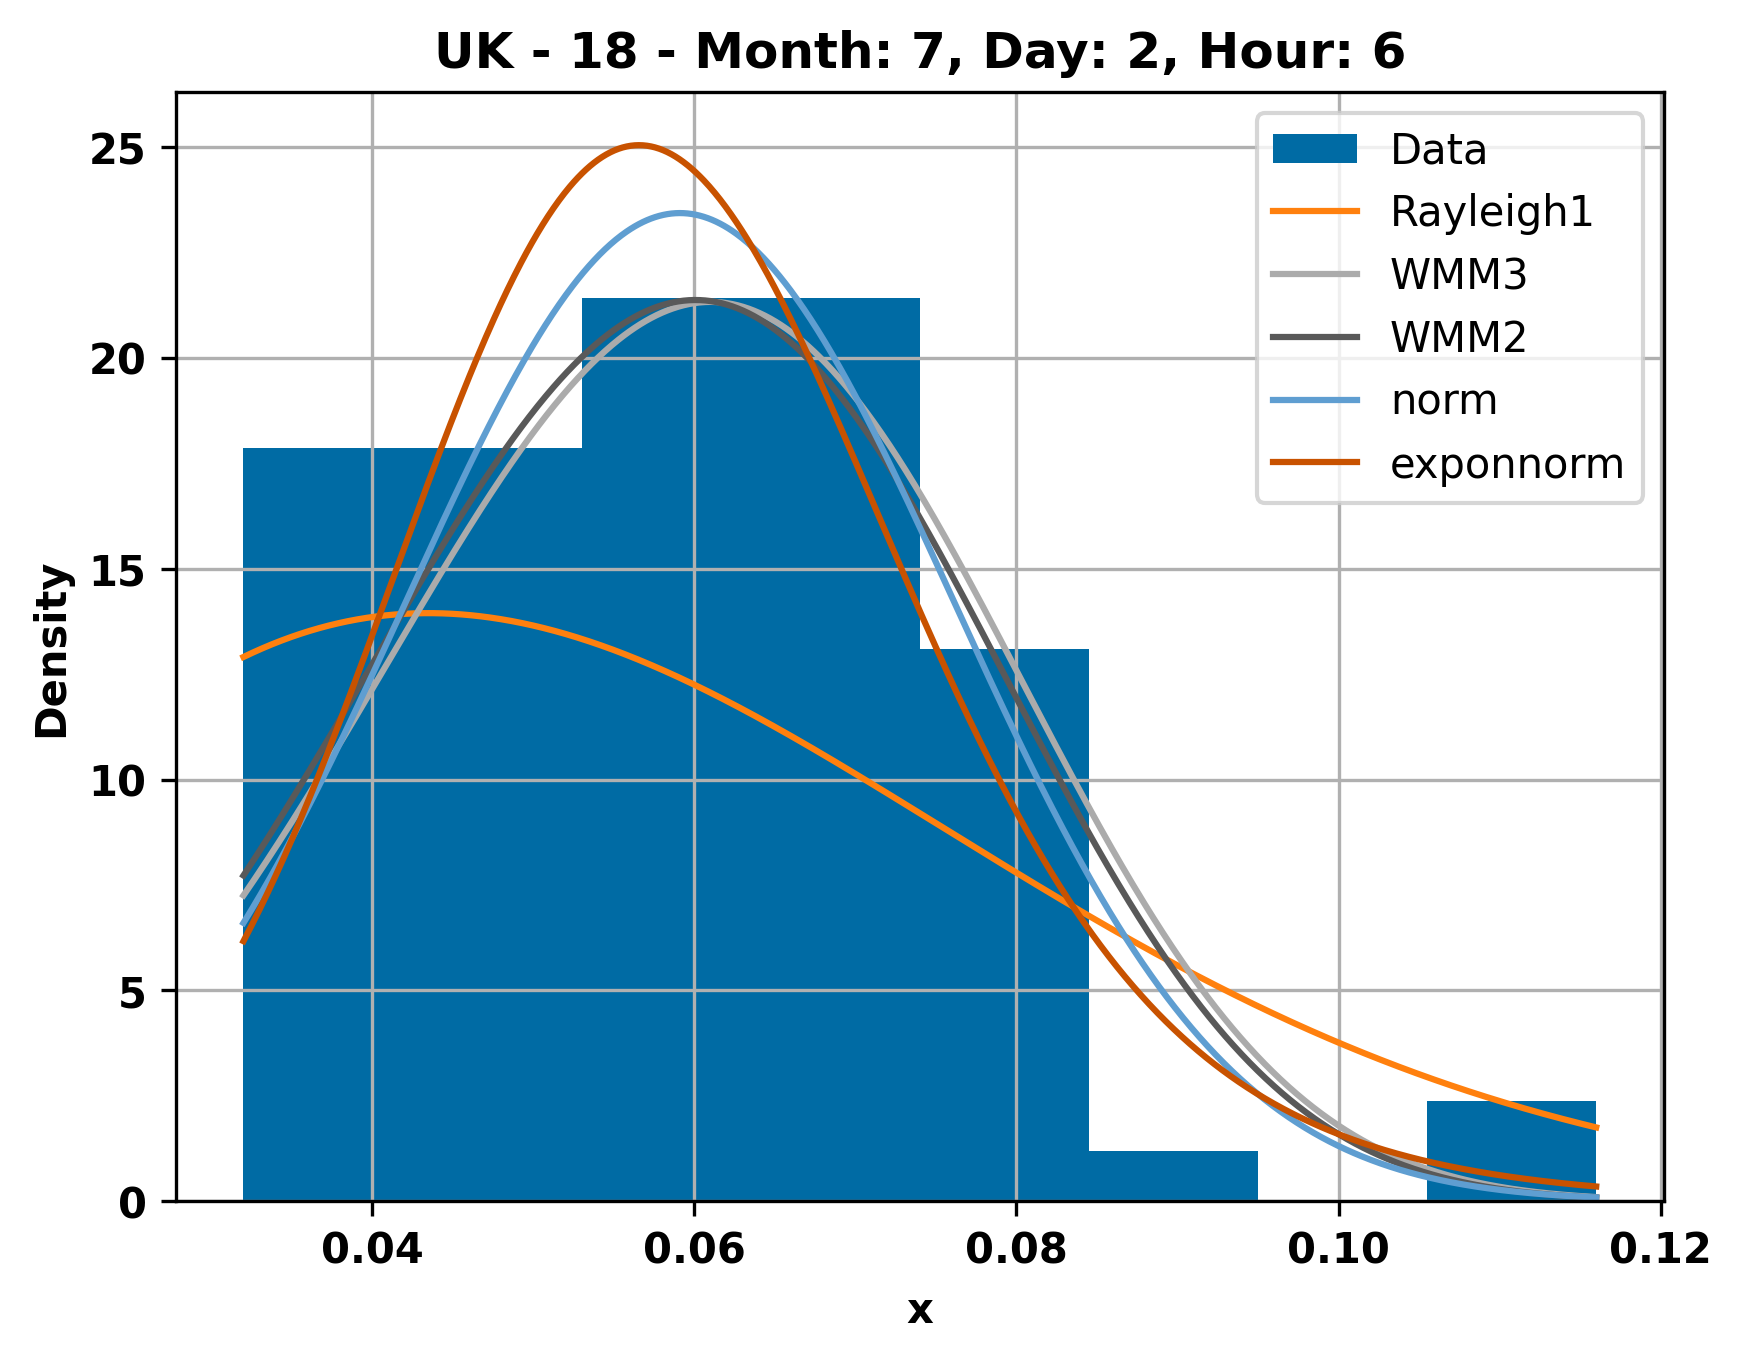 UK - 18 - Month: 7, Day: 2, Hour: 6
Density
25
20
15
10
5
0
Data
Rayleigh1
WMM3
WMM2
norm
exponnorm
0.04 0.06 0.08 0.10 0.12
x